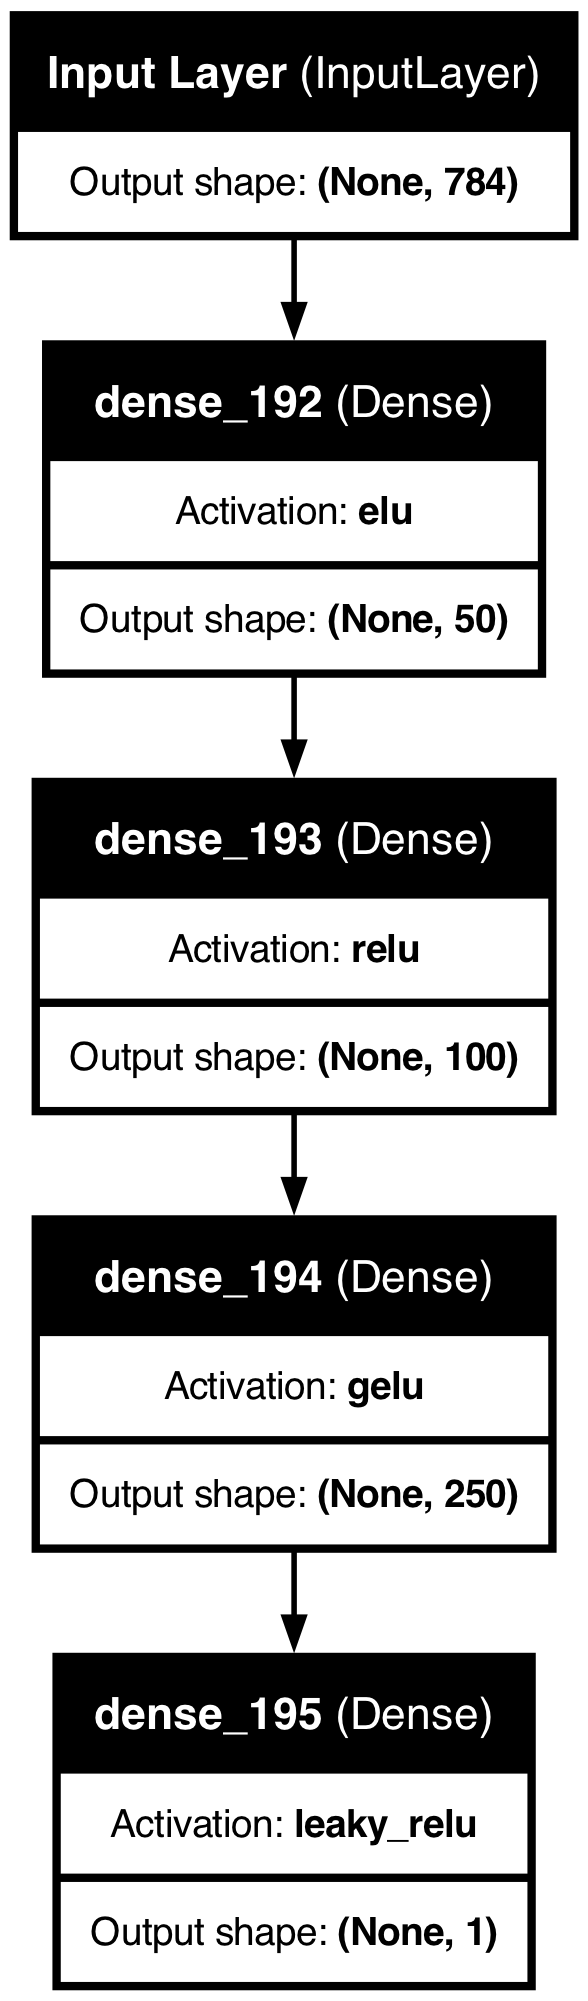 Input Layer (InputLayer)
Output shape: (None, 784)
dense_192 (Dense)
Activation: elu
Output shape: (None, 50)
dense_193 (Dense)
Activation: relu
Output shape: (None, 100)
dense_194 (Dense)
Activation: gelu
Output shape: (None, 250)
dense_195 (Dense)
Activation: leaky_relu
Output shape: (None, 1)